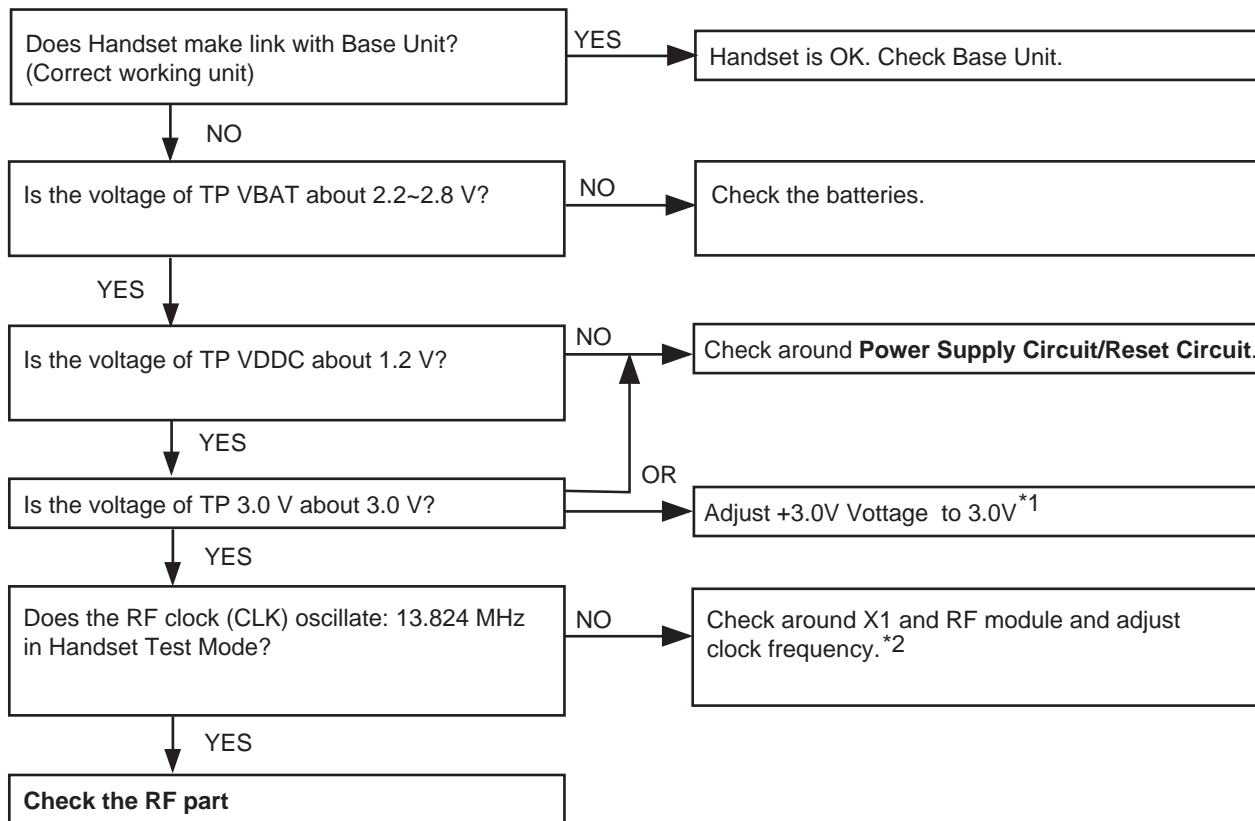 Does Handset make link with Base Unit?
(Correct working unit)
YES
Handset is OK. Check Base Unit.
NO
Is the voltage of TP VBAT about 2.2~2.8 V?
NO
Check the batteries.
YES
Is the voltage of TP VDDC about 1.2 V?
NO
Check around Power Supply Circuit/Reset Circuit.
YES
Is the voltage of TP 3.0 V about 3.0 V?
OR
Adjust +3.0V Vottage to 3.0V*1
YES
Does the RF clock (CLK) oscillate: 13.824 MHz
in Handset Test Mode?
NO
Check around X1 and RF module and adjust
clock frequency.*2
YES
Check the RF part